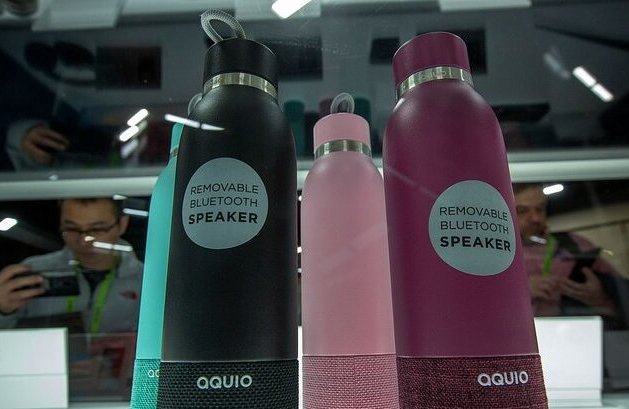 REMOVABLE
BLUETOOTH
SPEAKER
AQUIO
REMOVABLE
BLUETOOTH
SPEAKER
AQUIO